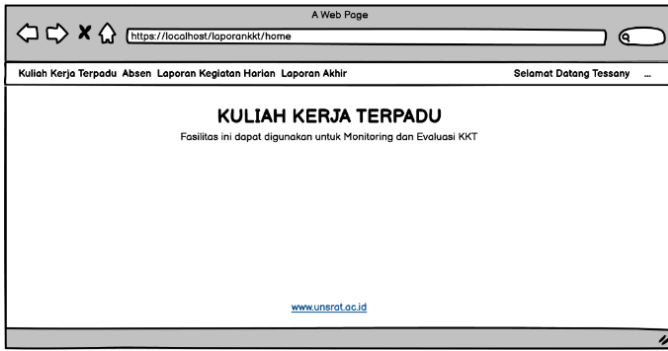 A Web Page
https://localhost/laporankkt/home
Kuliah Kerja Terpadu Absen Laporan Kegiatan Harian Laporan Akhir Selamat Datang Tessany ...
KULIAH KERJA TERPADU
Fasilitas ini dapat digunakan untuk Monitoring dan Evaluasi KKT
www.unsrat.ac.id